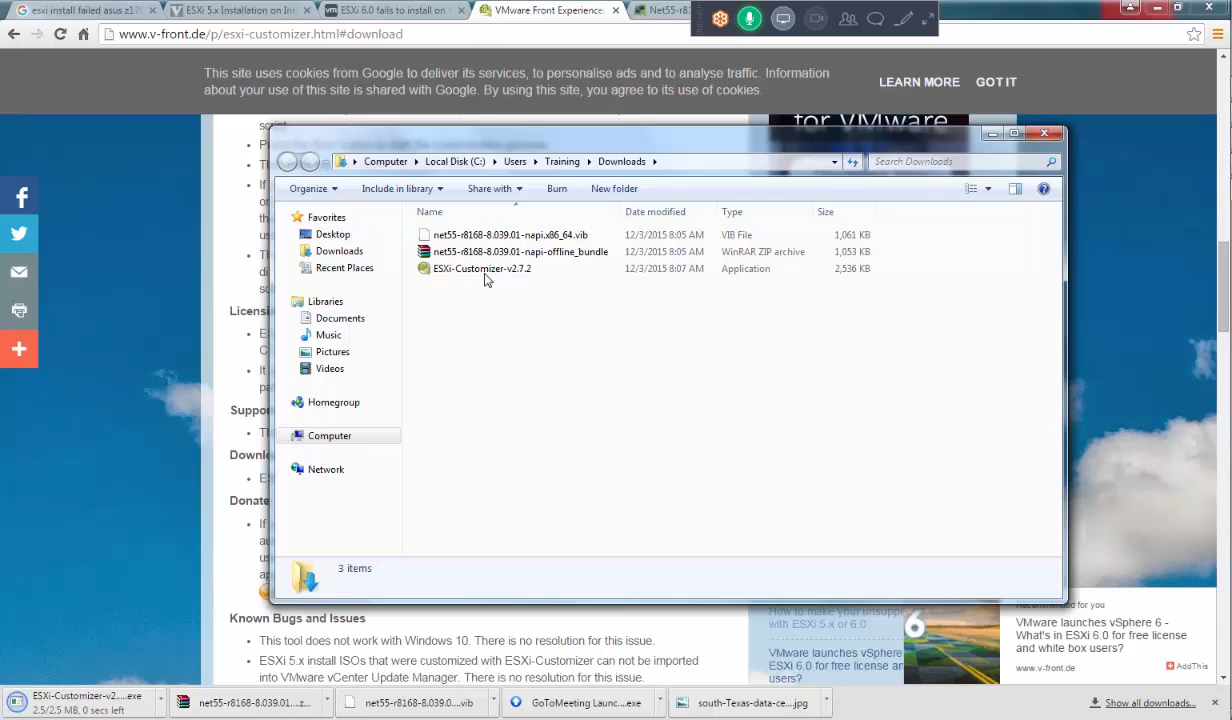 esxi install failed asus z170
ESXi 5.x Installation on Int
ESXi 6.0 fails to install on s
VMware Front Experience:
Net55-r8
www.v-front.de/p/esxi-customizer.html#download
This site uses cookies from Google to deliver its services, to personalise ads and to analyse traffic. Information
about your use of this site is shared with Google. By using this site, you agree to its use of cookies.
LEARN MORE GOT IT
for VMware
script
Computer Local Disk (C:) Users Training Downloads
Search Downloads
Organize Include in library Share with Burn New folder
Name Date modified Type Size
net55-r8168-8.039.01-napi.x86_64.vib 12/3/2015 8:05 AM VIB File 1,061 KB
net55-r8168-8.039.01-napi-offline_bundle 12/3/2015 8:05 AM WinRAR ZIP archive 1,053 KB
ESXi-Customizer-v2.7.2 12/3/2015 8:07 AM Application 2,536 KB
Favorites
Desktop
Downloads
Recent Places
Libraries
Documents
Music
Pictures
Videos
Homegroup
Computer
Network
3 items
Licensi
Suppor
Downl
Donate
Known Bugs and Issues
This tool does not work with Windows 10. There is no resolution for this issue.
ESXi 5.x install ISOs that were customized with ESXi-Customizer can not be imported
into VMware vCenter Update Manager. There is no resolution for this issue.
How to make your unsuppo
with ESXi 5.x or 6.0
VMware launches vSphere
ESXi 6.0 for free license a
users?
6
Recommended for you
VMware launches vSphere 6 -
What's in ESXi 6.0 for free license
and white box users?
www.v-front.de
AddThis
ESXi-Customizer-v2....exe
2.5/2.5 MB, 0 secs left
net55-r8168-8.039.01....z...
net55-r8168-8.039.0....vib
GoToMeeting Launc....exe
south-Texas-data-ce....jpg
Show all downloads...